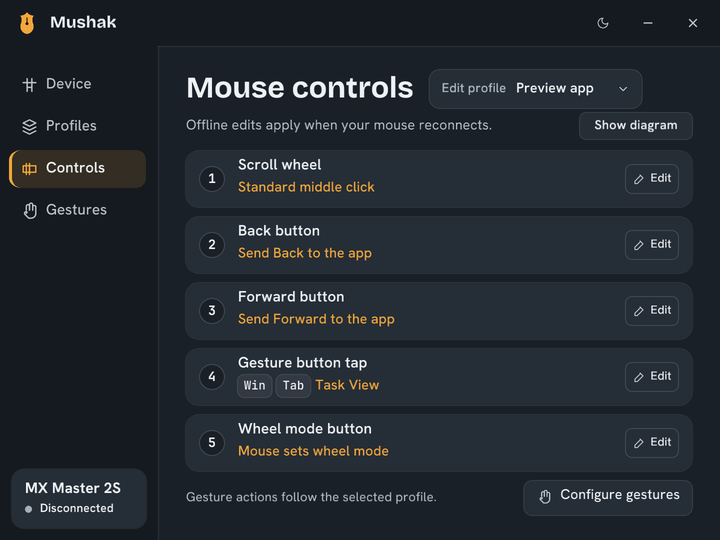 Mushak
Device
Profiles
Controls
Gestures
MX Master 2S
Disconnected
Mouse controls
Edit profile Preview app
Offline edits apply when your mouse reconnects.
Show diagram
1
Scroll wheel
Standard middle click
Edit
2
Back button
Send Back to the app
Edit
3
Forward button
Send Forward to the app
Edit
4
Gesture button tap
Win Tab Task View
Edit
5
Wheel mode button
Mouse sets wheel mode
Edit
Gesture actions follow the selected profile.
Configure gestures